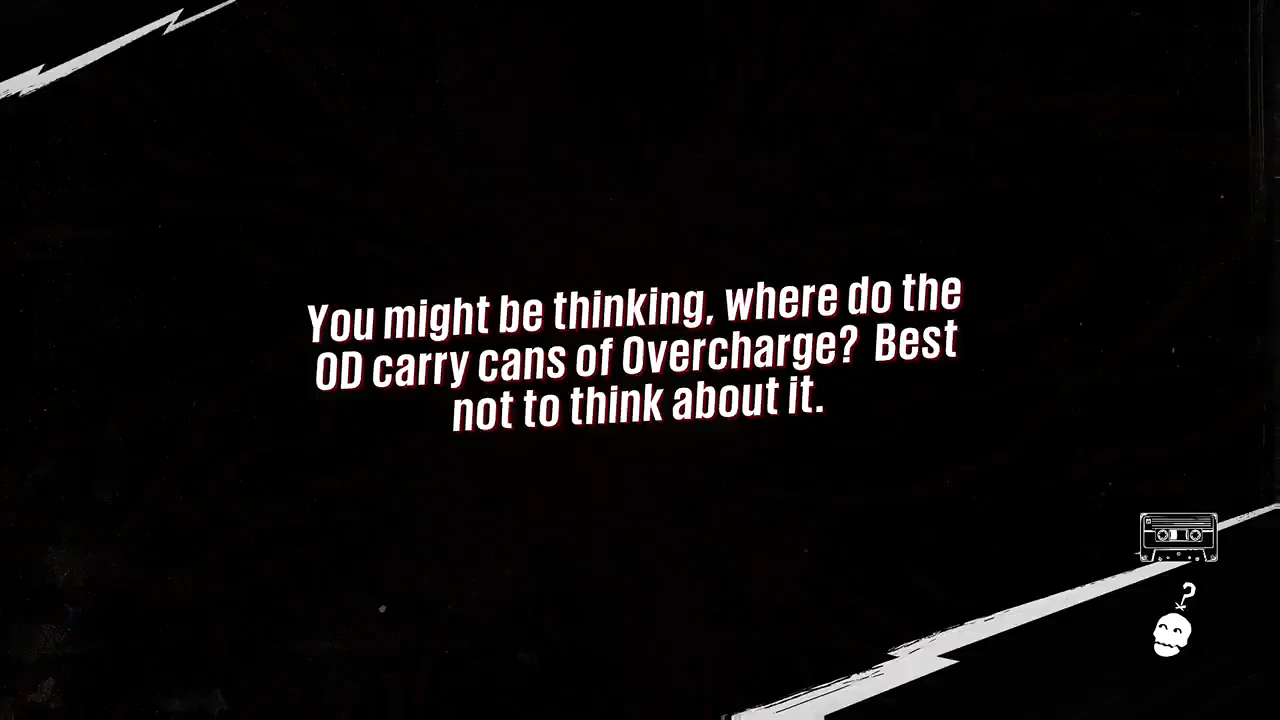 You might be thinking, where do the
OD carry cans of Overcharge? Best
not to think about it.